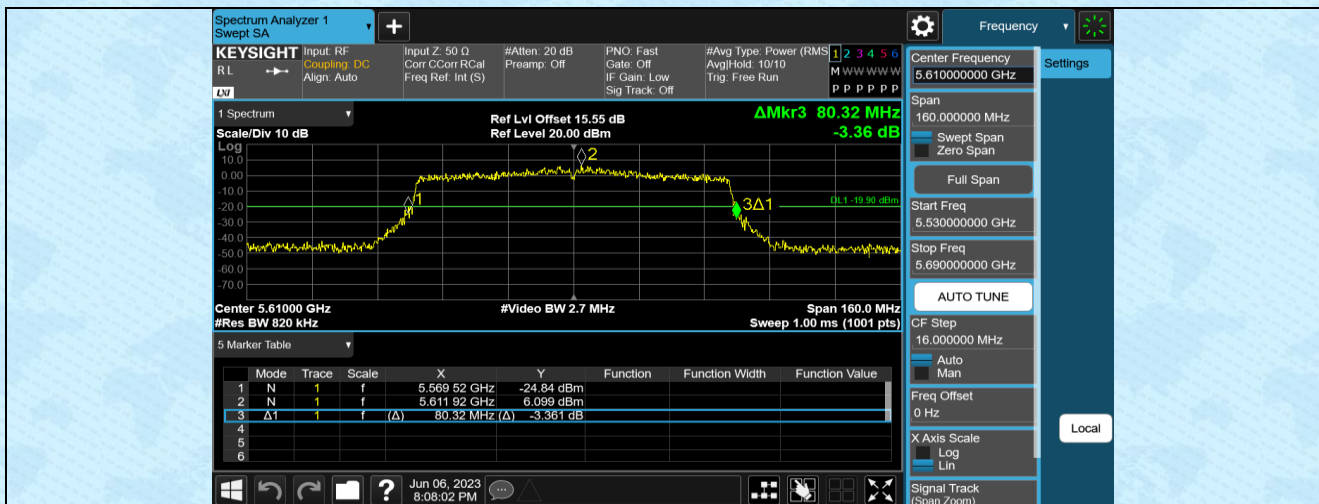 Spectrum Analyzer 1
Swept SA
+
Frequency
KEYSIGHT
R L
LXI
Input: RF
Coupling: DC
Align: Auto
Input Z: 50 Ω
Corr CCorr RCal
Freq Ref: Int (S)
#Atten: 20 dB
Preamp: Off
PNO: Fast
Gate: Off
IF Gain: Low
Sig Track: Off
#Avg Type: Power (RMS
Avg|Hold: 10/10
Trig: Free Run
1 2 3 4 5 6
M W W W W W
P P P P P P
1 Spectrum
Scale/Div 10 dB
Ref Lvl Offset 15.55 dB
Ref Level 20.00 dBm
ΔMkr3 80.32 MHz
-3.36 dB
Log
10.0
0.00
-10.0
-20.0
-30.0
-40.0
-50.0
-60.0
-70.0
1
2
3Δ1
DL1 -19.90 dBm
Center 5.61000 GHz
#Video BW 2.7 MHz
Span 160.0 MHz
#Res BW 820 kHz
Sweep 1.00 ms (1001 pts)
5 Marker Table
Mode Trace Scale X Y Function Function Width Function Value
1 N 1 f 5.569 52 GHz -24.84 dBm
2 N 1 f 5.611 92 GHz 6.099 dBm
3 Δ1 1 f (Δ) 80.32 MHz (Δ) -3.361 dB
4
5
6
?
Jun 06, 2023
8:08:02 PM
Center Frequency
5.610000000 GHz
Span
160.000000 MHz
Swept Span
Zero Span
Full Span
Start Freq
5.530000000 GHz
Stop Freq
5.690000000 GHz
AUTO TUNE
CF Step
16.000000 MHz
Auto
Man
Freq Offset
0 Hz
X Axis Scale
Log
Lin
Signal Track
(Span Zoom)
Settings
Local